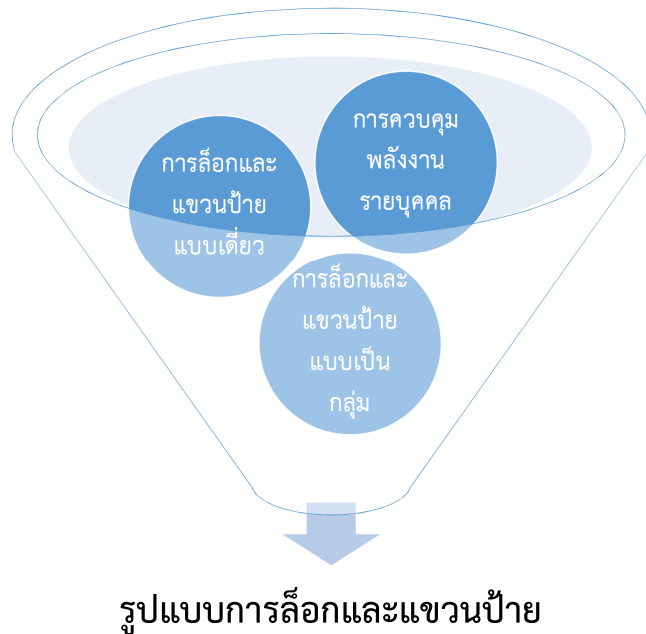 การควบคุม
พลังงาน
รายบุคคล
การล็อกและ
แขวนป้าย
แบบเดี่ยว
การล็อกและ
แขวนป้าย
แบบเป็น
กลุ่ม
รูปแบบการล็อกและแขวนป้าย